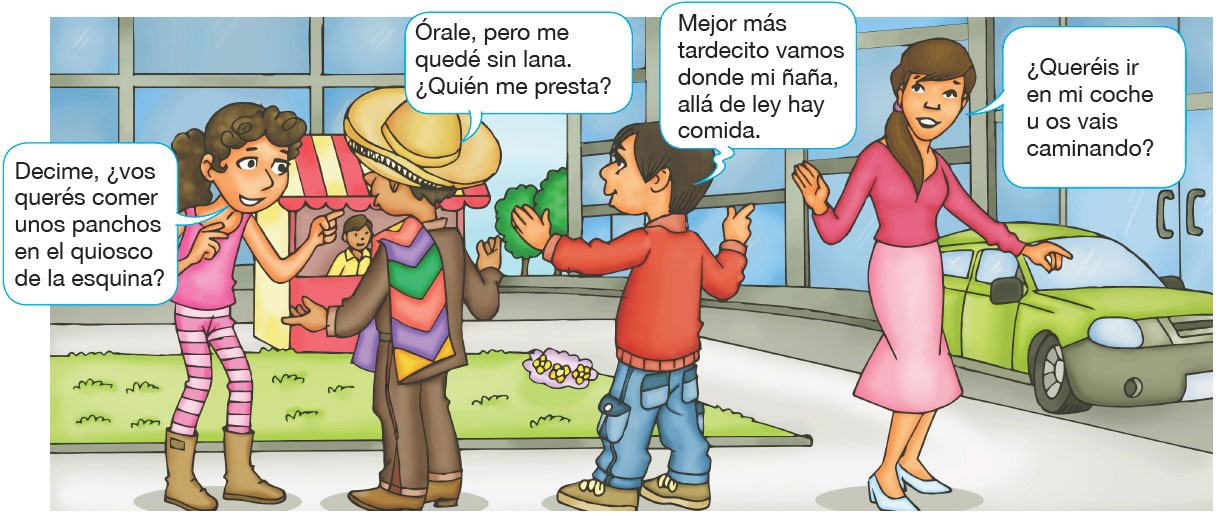 Decime, ¿vos
querés comer
unos panchos
en el quiosco
de la esquina?
Órale, pero me
quedé sin lana.
¿Quién me presta?
Mejor más
tardecito vamos
donde mi ñaña,
allá de ley hay
comida.
¿Queréis ir
en mi coche
u os vais
caminando?